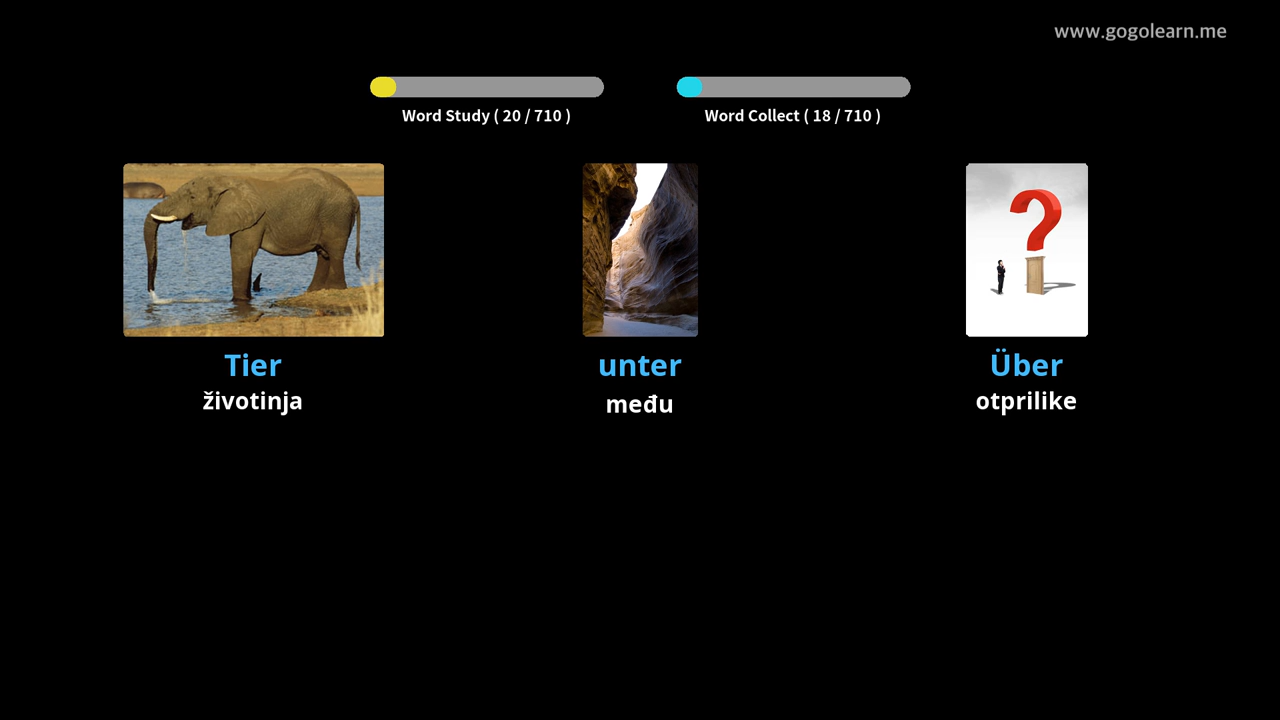 www.gogolearn.me
Word Study ( 20 / 710 )
Word Collect ( 18 / 710 )
Tier
životinja
unter
među
Über
otprilike